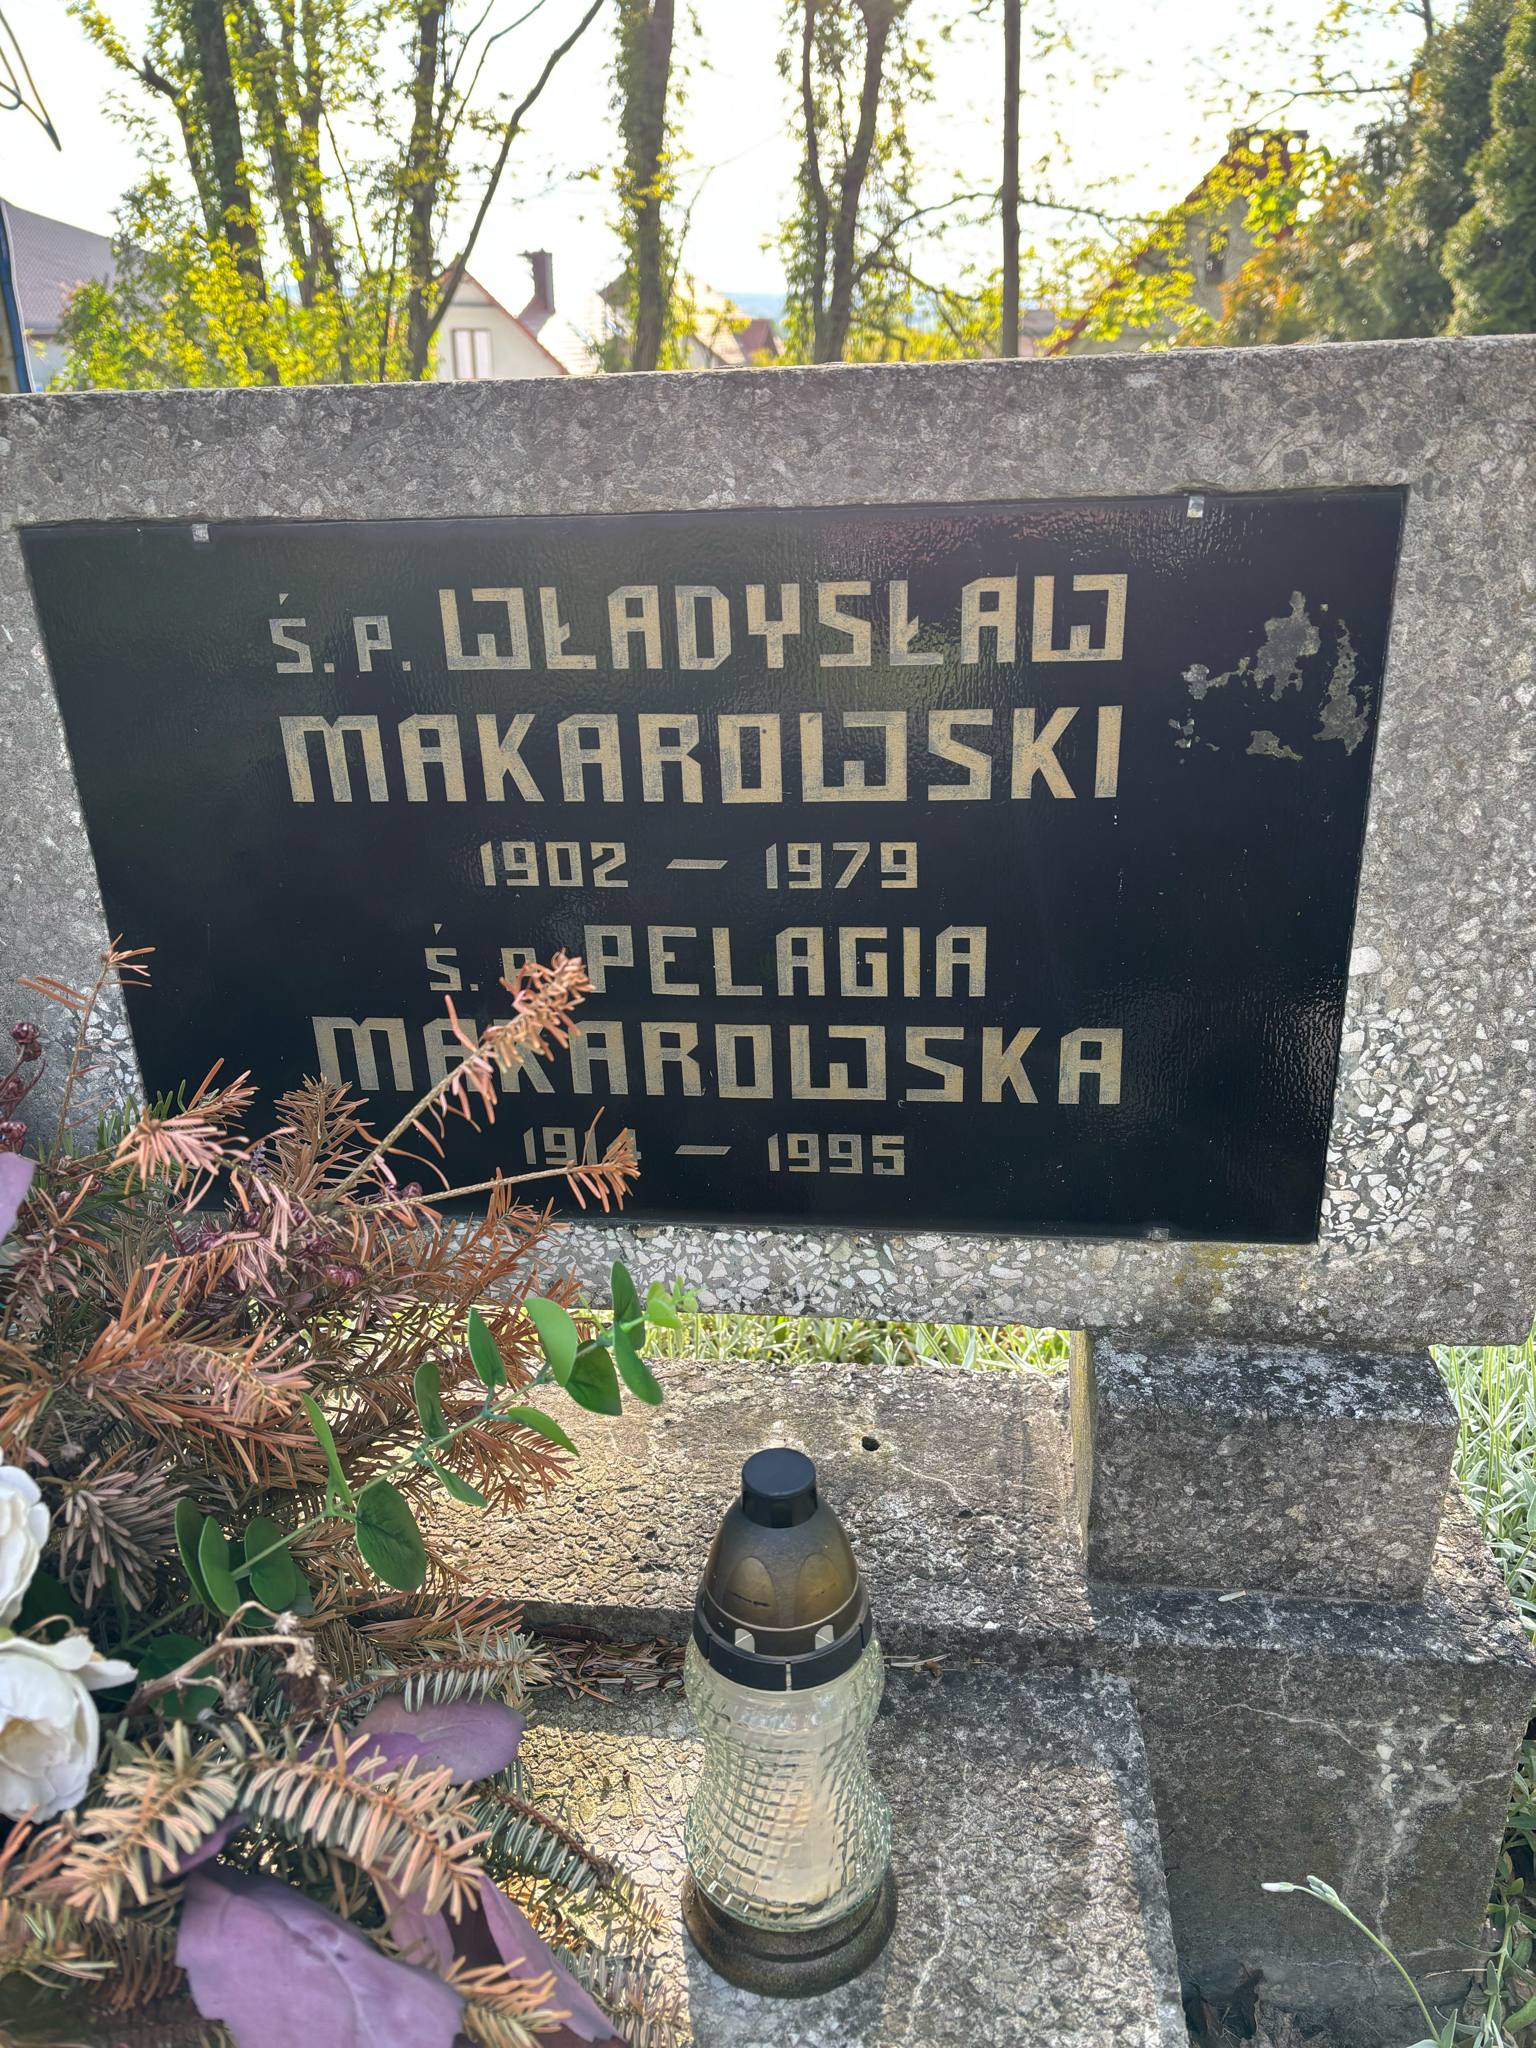 Ś. P. WŁADYSŁAW
MAKAROWSKI
1902 — 1979
Ś. P. PELAGIA
MAKAROWSKA
1914 — 1995